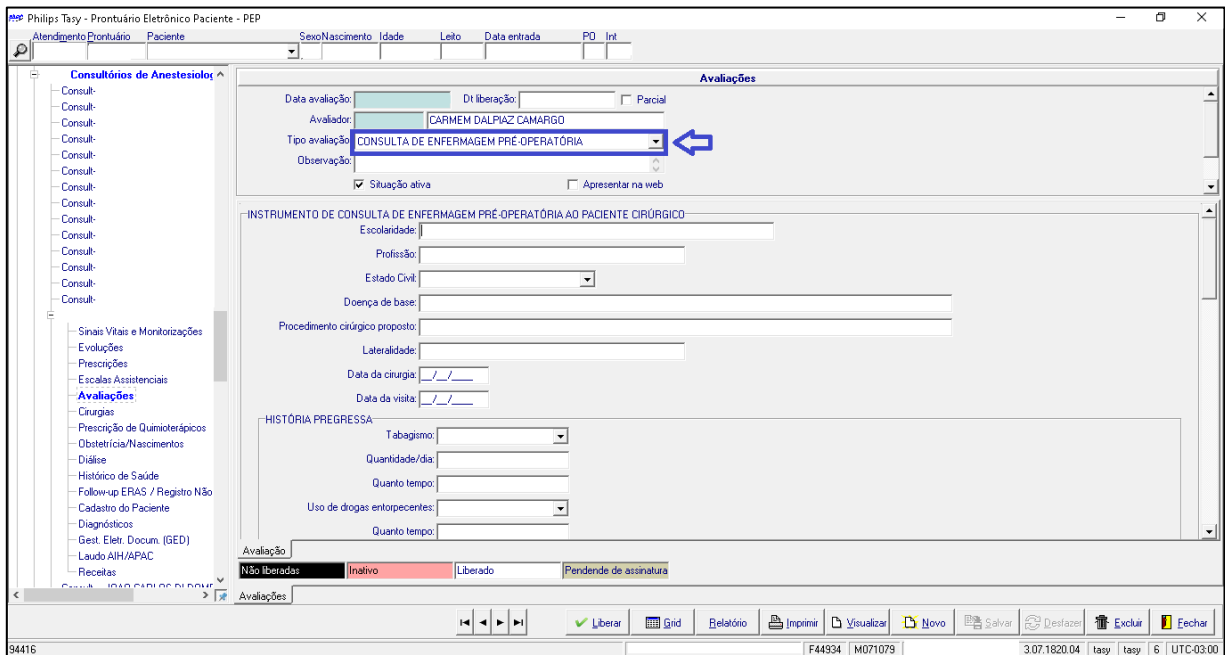 Philips Tasy - Prontuário Eletrônico Paciente - PEP
Atendimento Prontuário Paciente Sexo Nascimento Idade Leito Data entrada PO Int
Consultórios de Anestesiolog
Consult-
Consult-
Consult-
Consult-
Consult-
Consult-
Consult-
Consult-
Consult-
Consult-
Consult-
Consult-
Consult-
Consult-
Sinais Vitais e Monitorizações
Evoluções
Prescrições
Escalas Assistenciais
Avaliações
Cirurgias
Prescrição de Quimioterápicos
Obstetrícia/Nascimentos
Diálise
Histórico de Saúde
Follow-up ERAS / Registro Não
Cadastro do Paciente
Diagnósticos
Gest. Eletr. Docum. (GED)
Laudo AIH/APAC
Receitas
Avaliações
Data avaliação: Dt liberação: Parcial
Avaliador: CARMEM DALPIAZ CAMARGO
Tipo avaliação CONSULTA DE ENFERMAGEM PRÉ-OPERATÓRIA
Observação:
Situação ativa Apresentar na web
INSTRUMENTO DE CONSULTA DE ENFERMAGEM PRÉ-OPERATÓRIA AO PACIENTE CIRÚRGICO
Escolaridade:
Profissão:
Estado Civil:
Doença de base:
Procedimento cirúrgico proposto:
Lateralidade:
Data da cirurgia: __/__/____
Data da visita: __/__/____
HISTÓRIA PREGRESSA
Tabagismo:
Quantidade/dia:
Quanto tempo:
Uso de drogas entorpecentes:
Quanto tempo:
Avaliação
Não liberadas Inativo Liberado Pendende de assinatura
Avaliações
Liberar Grid Relatório Imprimir Visualizar Novo Salvar Desfazer Excluir Fechar
94416 F44934 M071079 3.07.1820.04 tasy tasy 6 UTC-03:00